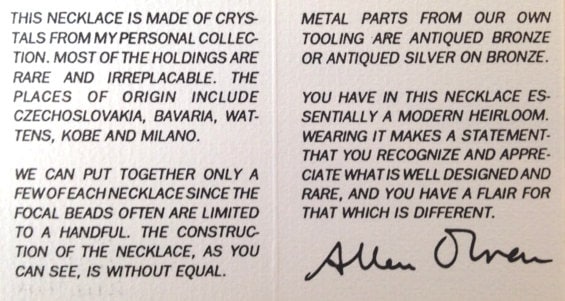 THIS NECKLACE IS MADE OF CRYS-
TALS FROM MY PERSONAL COLLEC-
TION. MOST OF THE HOLDINGS ARE
RARE AND IRREPLACABLE. THE
PLACES OF ORIGIN INCLUDE
CZECHOSLOVAKIA, BAVARIA, WAT-
TENS, KOBE AND MILANO.

WE CAN PUT TOGETHER ONLY A
FEW OF EACH NECKLACE SINCE THE
FOCAL BEADS OFTEN ARE LIMITED
TO A HANDFUL. THE CONSTRUC-
TION OF THE NECKLACE, AS YOU
CAN SEE, IS WITHOUT EQUAL.

METAL PARTS FROM OUR OWN
TOOLING ARE ANTIQUED BRONZE
OR ANTIQUED SILVER ON BRONZE.

YOU HAVE IN THIS NECKLACE ES-
SENTIALLY A MODERN HEIRLOOM.
WEARING IT MAKES A STATEMENT-
THAT YOU RECOGNIZE AND APPRE-
CIATE WHAT IS WELL DESIGNED AND
RARE, AND YOU HAVE A FLAIR FOR
THAT WHICH IS DIFFERENT.
Allen